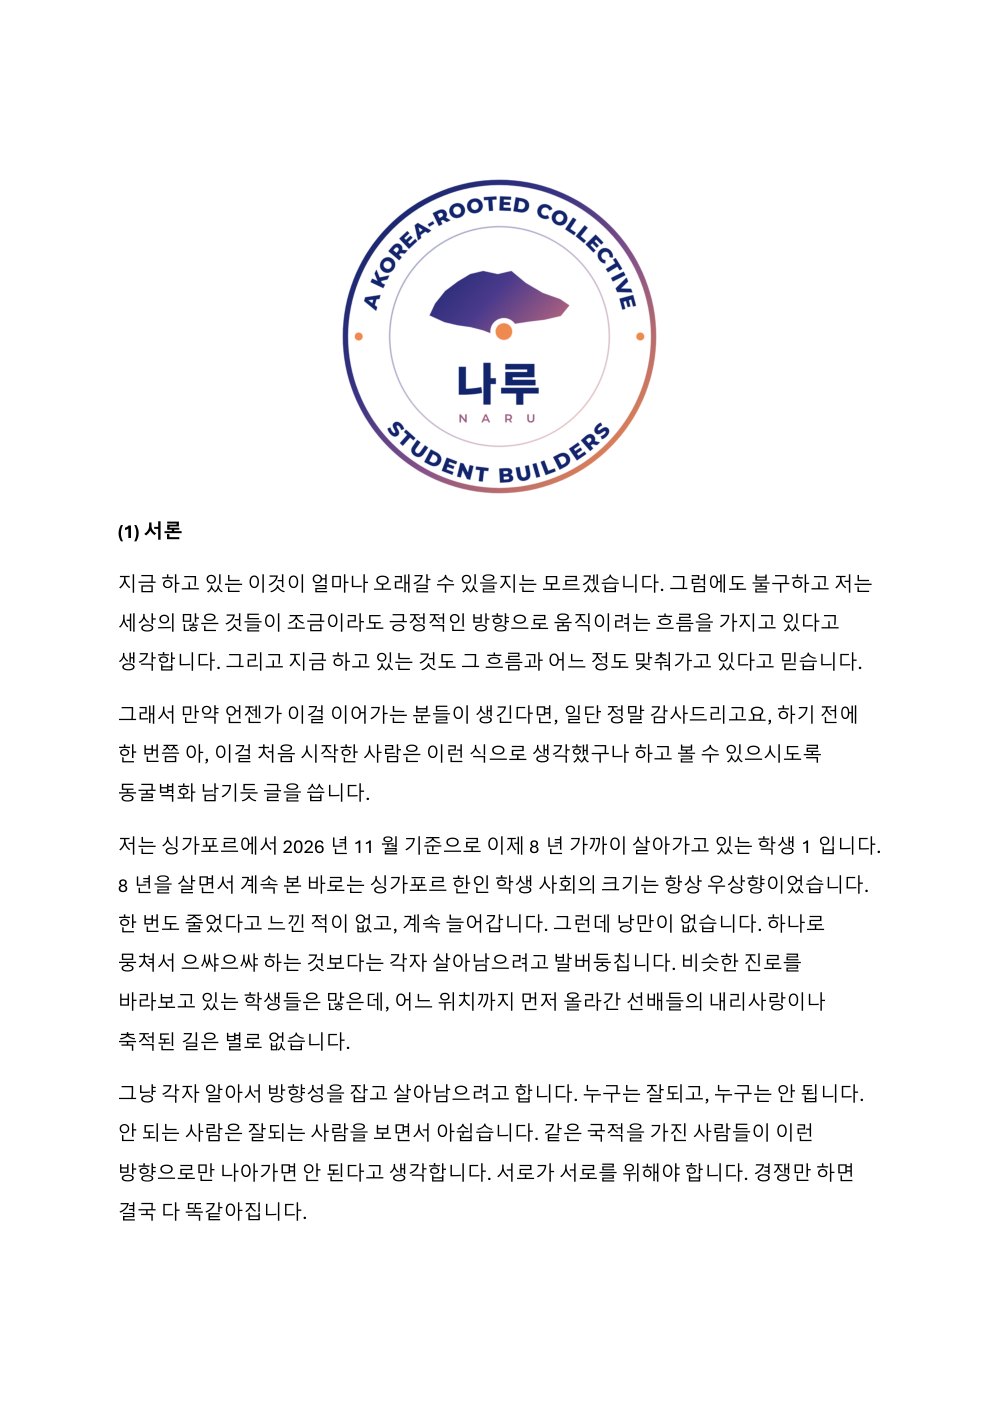 A KOREA-ROOTED COLLECTIVE
나루
NARU
STUDENT BUILDERS
(1) 서론
지금 하고 있는 이것이 얼마나 오래갈 수 있을지는 모르겠습니다. 그럼에도 불구하고 저는
세상의 많은 것들이 조금이라도 긍정적인 방향으로 움직이려는 흐름을 가지고 있다고
생각합니다. 그리고 지금 하고 있는 것도 그 흐름과 어느 정도 맞춰가고 있다고 믿습니다.
그래서 만약 언젠가 이걸 이어가는 분들이 생긴다면, 일단 정말 감사드리고요, 하기 전에
한 번쯤 아, 이걸 처음 시작한 사람은 이런 식으로 생각했구나 하고 볼 수 있으시도록
동굴벽화 남기듯 글을 씁니다.
저는 싱가포르에서 2026 년 11 월 기준으로 이제 8 년 가까이 살아가고 있는 학생 1 입니다.
8 년을 살면서 계속 본 바로는 싱가포르 한인 학생 사회의 크기는 항상 우상향이었습니다.
한 번도 줄었다고 느낀 적이 없고, 계속 늘어갑니다. 그런데 낭만이 없습니다. 하나로
뭉쳐서 으쌰으쌰 하는 것보다는 각자 살아남으려고 발버둥칩니다. 비슷한 진로를
바라보고 있는 학생들은 많은데, 어느 위치까지 먼저 올라간 선배들의 내리사랑이나
축적된 길은 별로 없습니다.
그냥 각자 알아서 방향성을 잡고 살아남으려고 합니다. 누구는 잘되고, 누구는 안 됩니다.
안 되는 사람은 잘되는 사람을 보면서 아쉽습니다. 같은 국적을 가진 사람들이 이런
방향으로만 나아가면 안 된다고 생각합니다. 서로가 서로를 위해야 합니다. 경쟁만 하면
결국 다 똑같아집니다.